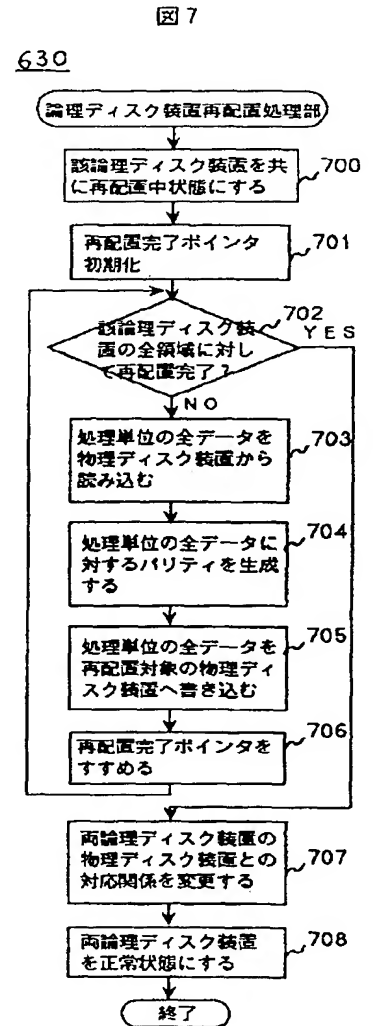 図7
630
論理ディスク装置再配置処理部
該論理ディスク装置を共
に再配置中状態にする
700
再配置完了ポインタ
初期化
701
該論理ディスク装
置の全領域に対し
て再配置完了?
702
YES
NO
処理単位の全データを
物理ディスク装置から
読み込む
703
処理単位の全データに
対するパリティを生成
する
704
処理単位の全データを
再配置対象の物理ディ
スク装置へ書き込む
705
再配置完了ポインタを
すすめる
706
両論理ディスク装置の
物理ディスク装置との
対応関係を変更する
707
両論理ディスク装置
を正常状態にする
708
終了